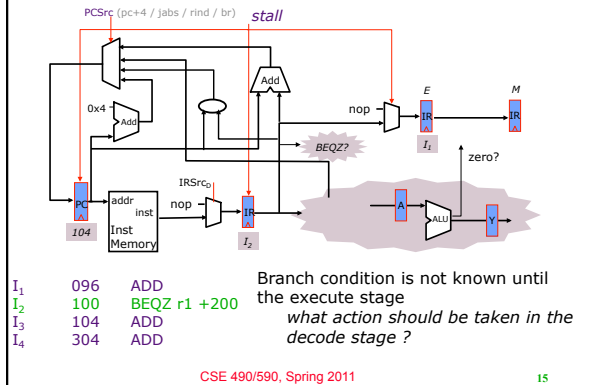 PCSrc (pc+4 / jabs / rind / br)
stall
E
M
Add
nop
IR
IR
0x4
Add
BEQZ?
I₁
zero?
IRSrc_D
nop
PC
addr
inst
IR
A
ALU
Y
104
Inst
Memory
I₂
I₁ 096 ADD
I₂ 100 BEQZ r1 +200
I₃ 104 ADD
I₄ 304 ADD
Branch condition is not known until
the execute stage
what action should be taken in the
decode stage ?
CSE 490/590, Spring 2011
15